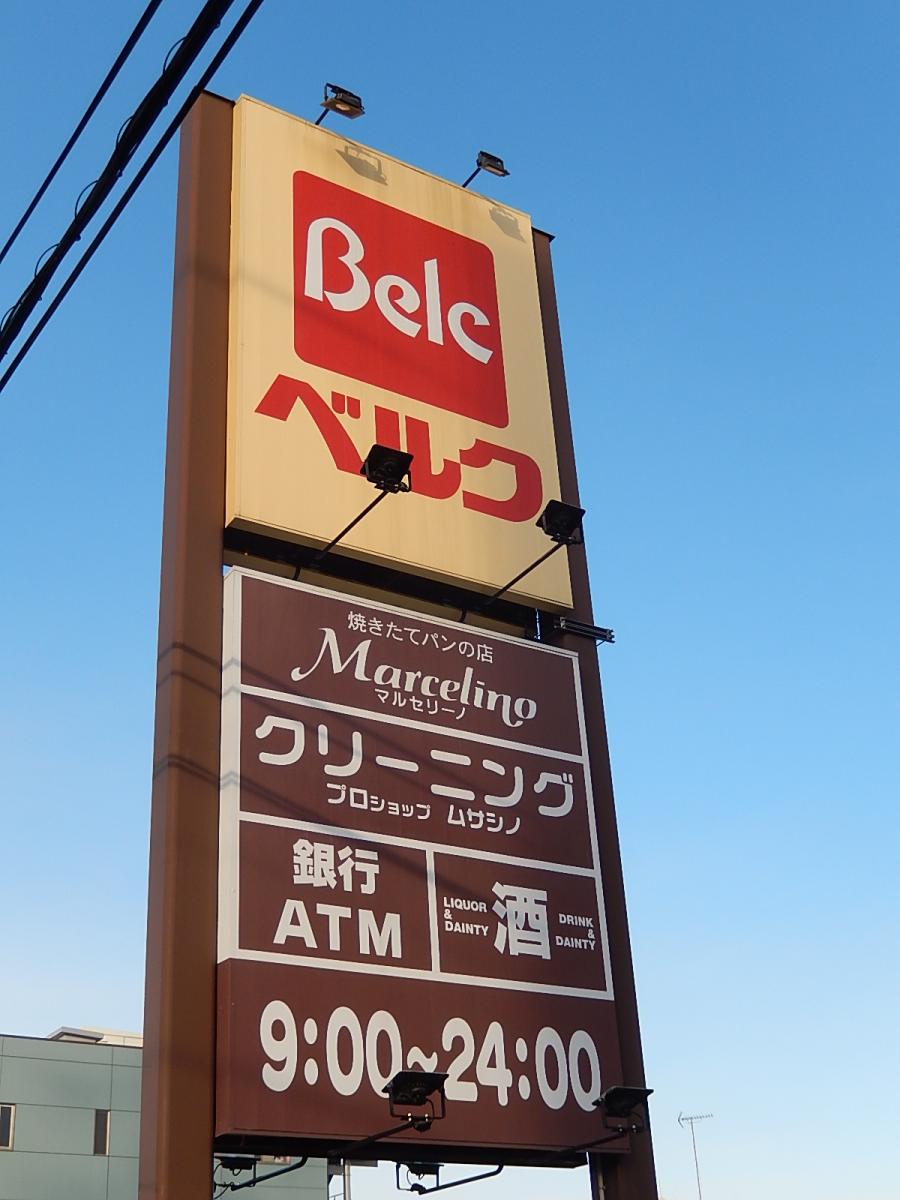 Belc
ベルク
焼きたてパンの店
Marcelino
マルセリーノ
クリーニング
プロショップ ムサシノ
銀行
ATM
LIQUOR
&
DAINTY
酒
DRINK
&
DAINTY
9:00~24:00